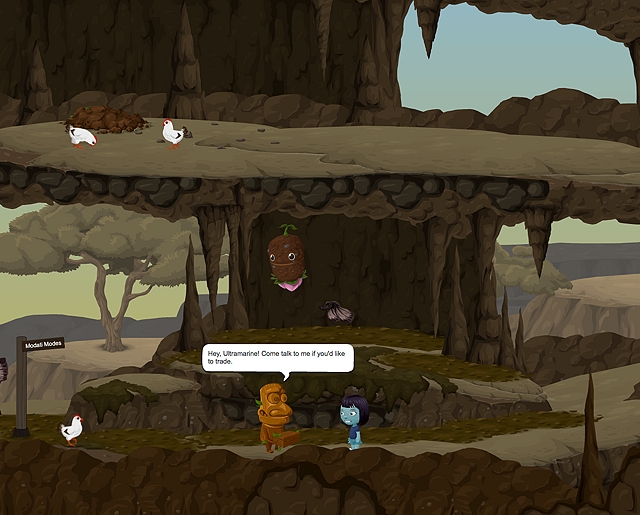 Modati Modes
Hey, Ultramarine! Come talk to me if you'd like
to trade.